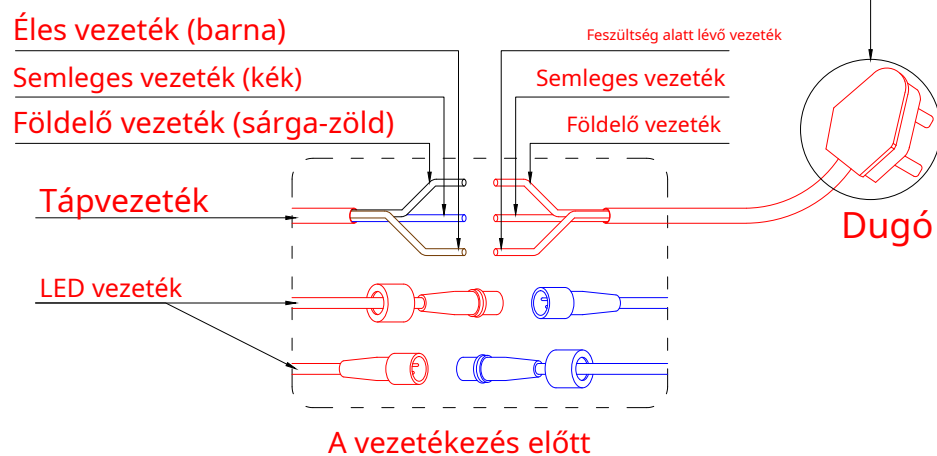 Éles vezeték (barna)
Feszültség alatt lévő vezeték
Semleges vezeték (kék)
Semleges vezeték
Földelő vezeték (sárga-zöld)
Földelő vezeték
Tápvezeték
Dugó
LED vezeték
A vezetékezés előtt